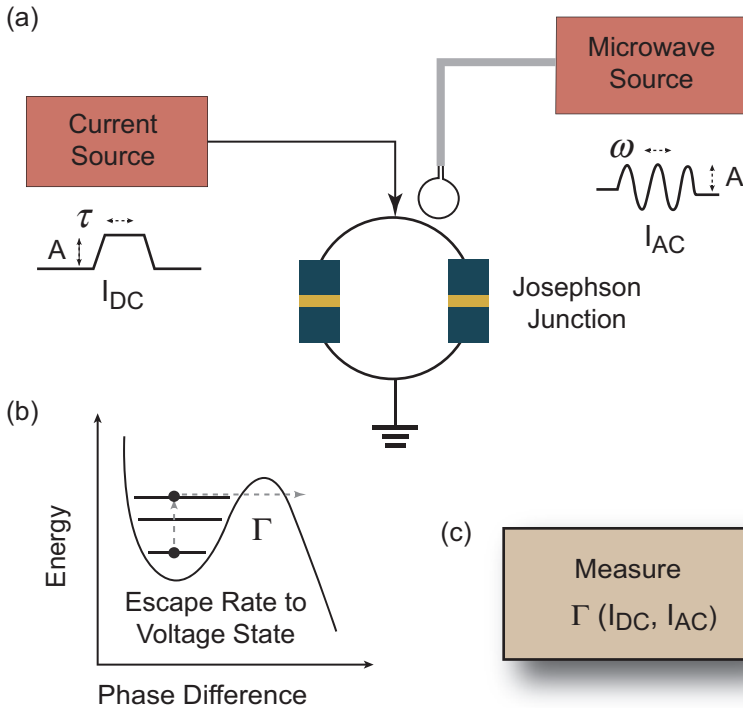 (a)
Microwave
Source
Current
Source
ω
A
I_AC
τ
A
I_DC
Josephson
Junction
(b)
Energy
Γ
Escape Rate to
Voltage State
Phase Difference
(c)
Measure
Γ (I_DC, I_AC)